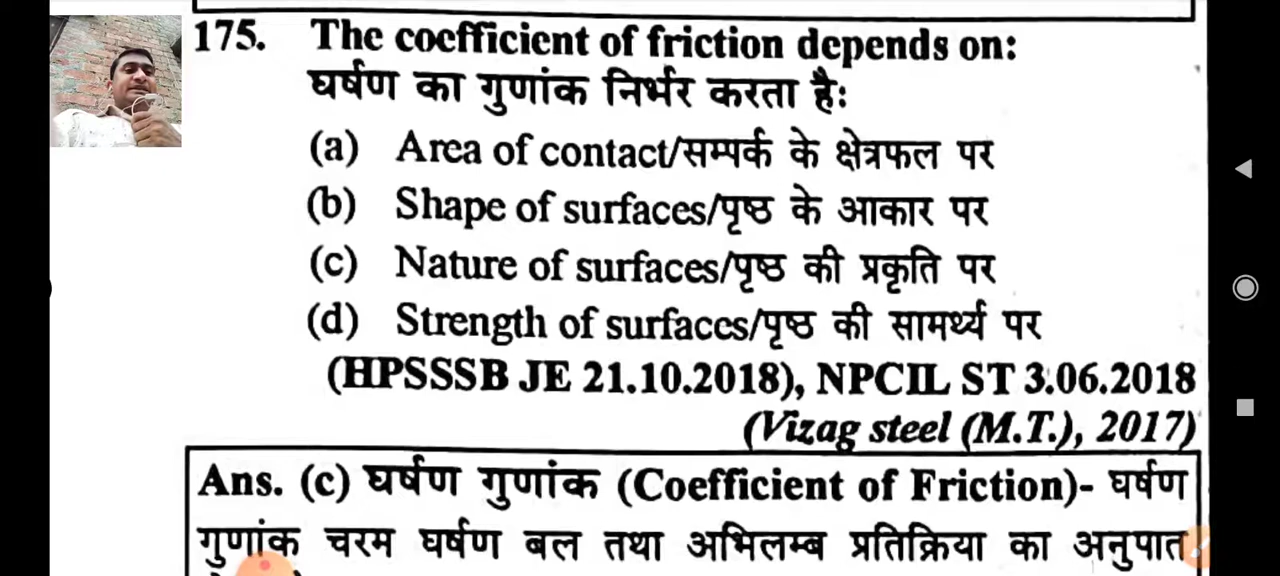 175. The coefficient of friction depends on:
घर्षण का गुणांक निर्भर करता हैः
(a) Area of contact/सम्पर्क के क्षेत्रफल पर
(b) Shape of surfaces/पृष्ठ के आकार पर
(c) Nature of surfaces/पृष्ठ की प्रकृति पर
(d) Strength of surfaces/पृष्ठ की सामर्थ्य पर
(HPSSSB JE 21.10.2018), NPCIL ST 3.06.2018
(Vizag steel (M.T.), 2017)
Ans. (c) घर्षण गुणांक (Coefficient of Friction)- घर्षण
गुणांक चरम घर्षण बल तथा अभिलम्ब प्रतिक्रिया का अनुपात